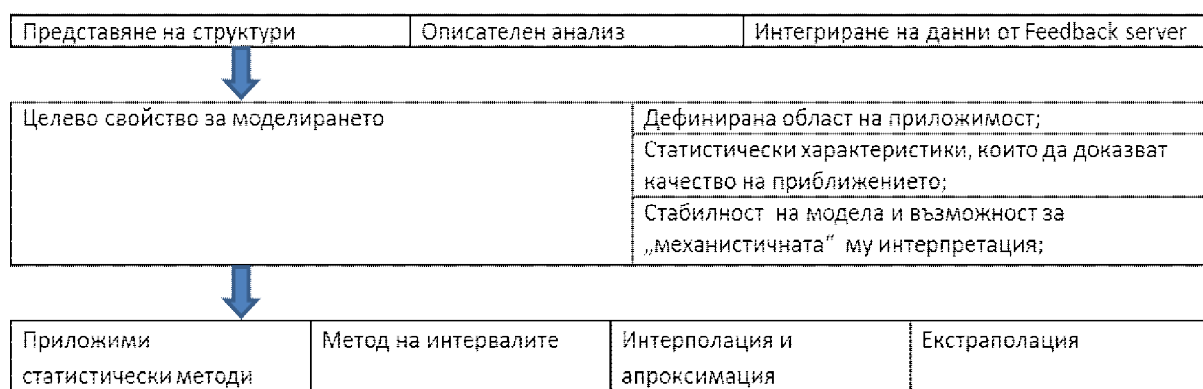 Представяне на структури
Описателен анализ
Интегриране на данни от Feedback server
Целево свойство за моделирането
Дефинирана област на приложимост;
Статистически характеристики, които да доказват
качество на приближението;
Стабилност на модела и възможност за
„механистичната“ му интерпретация;
Приложими
статистически методи
Метод на интервалите
Интерполация и
апроксимация
Екстраполация